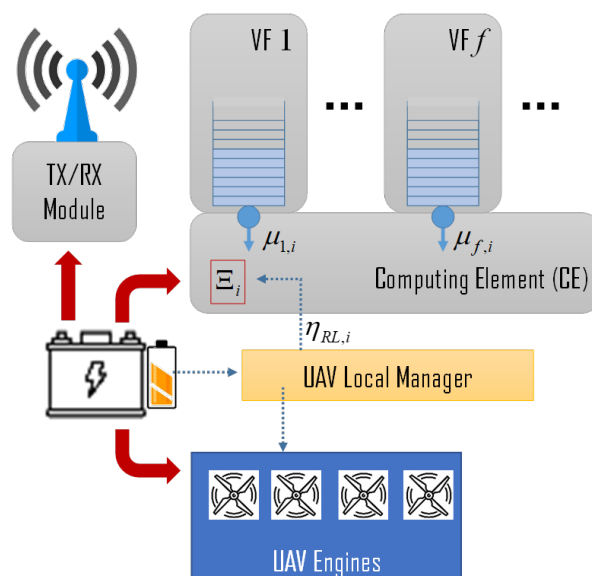 VF 1
VF f
...
...
TX/RX
Module
μ1,i
μf,i
Ξi
Computing Element (CE)
ηRL,i
UAV Local Manager
UAV Engines